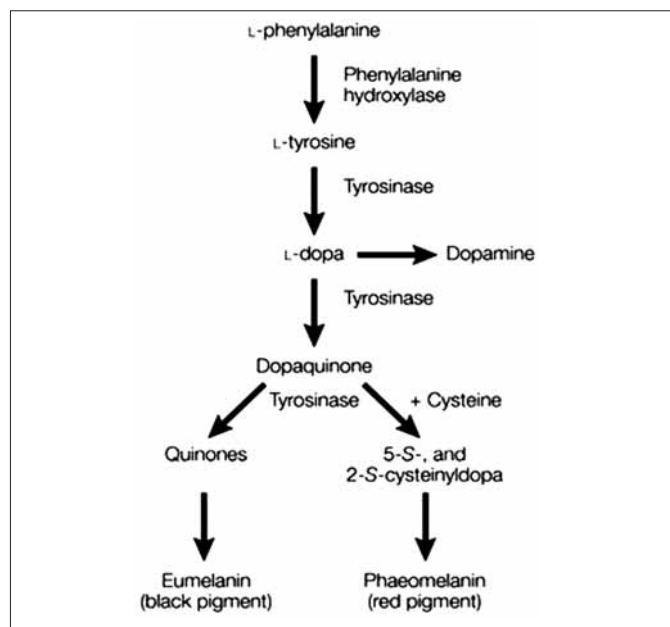 L-phenylalanine
Phenylalanine
hydroxylase
L-tyrosine
Tyrosinase
L-dopa
Dopamine
Tyrosinase
Dopaquinone
Tyrosinase
+ Cysteine
Quinones
5-S-, and
2-S-cysteinyldopa
Eumelanin
(black pigment)
Phaeomelanin
(red pigment)